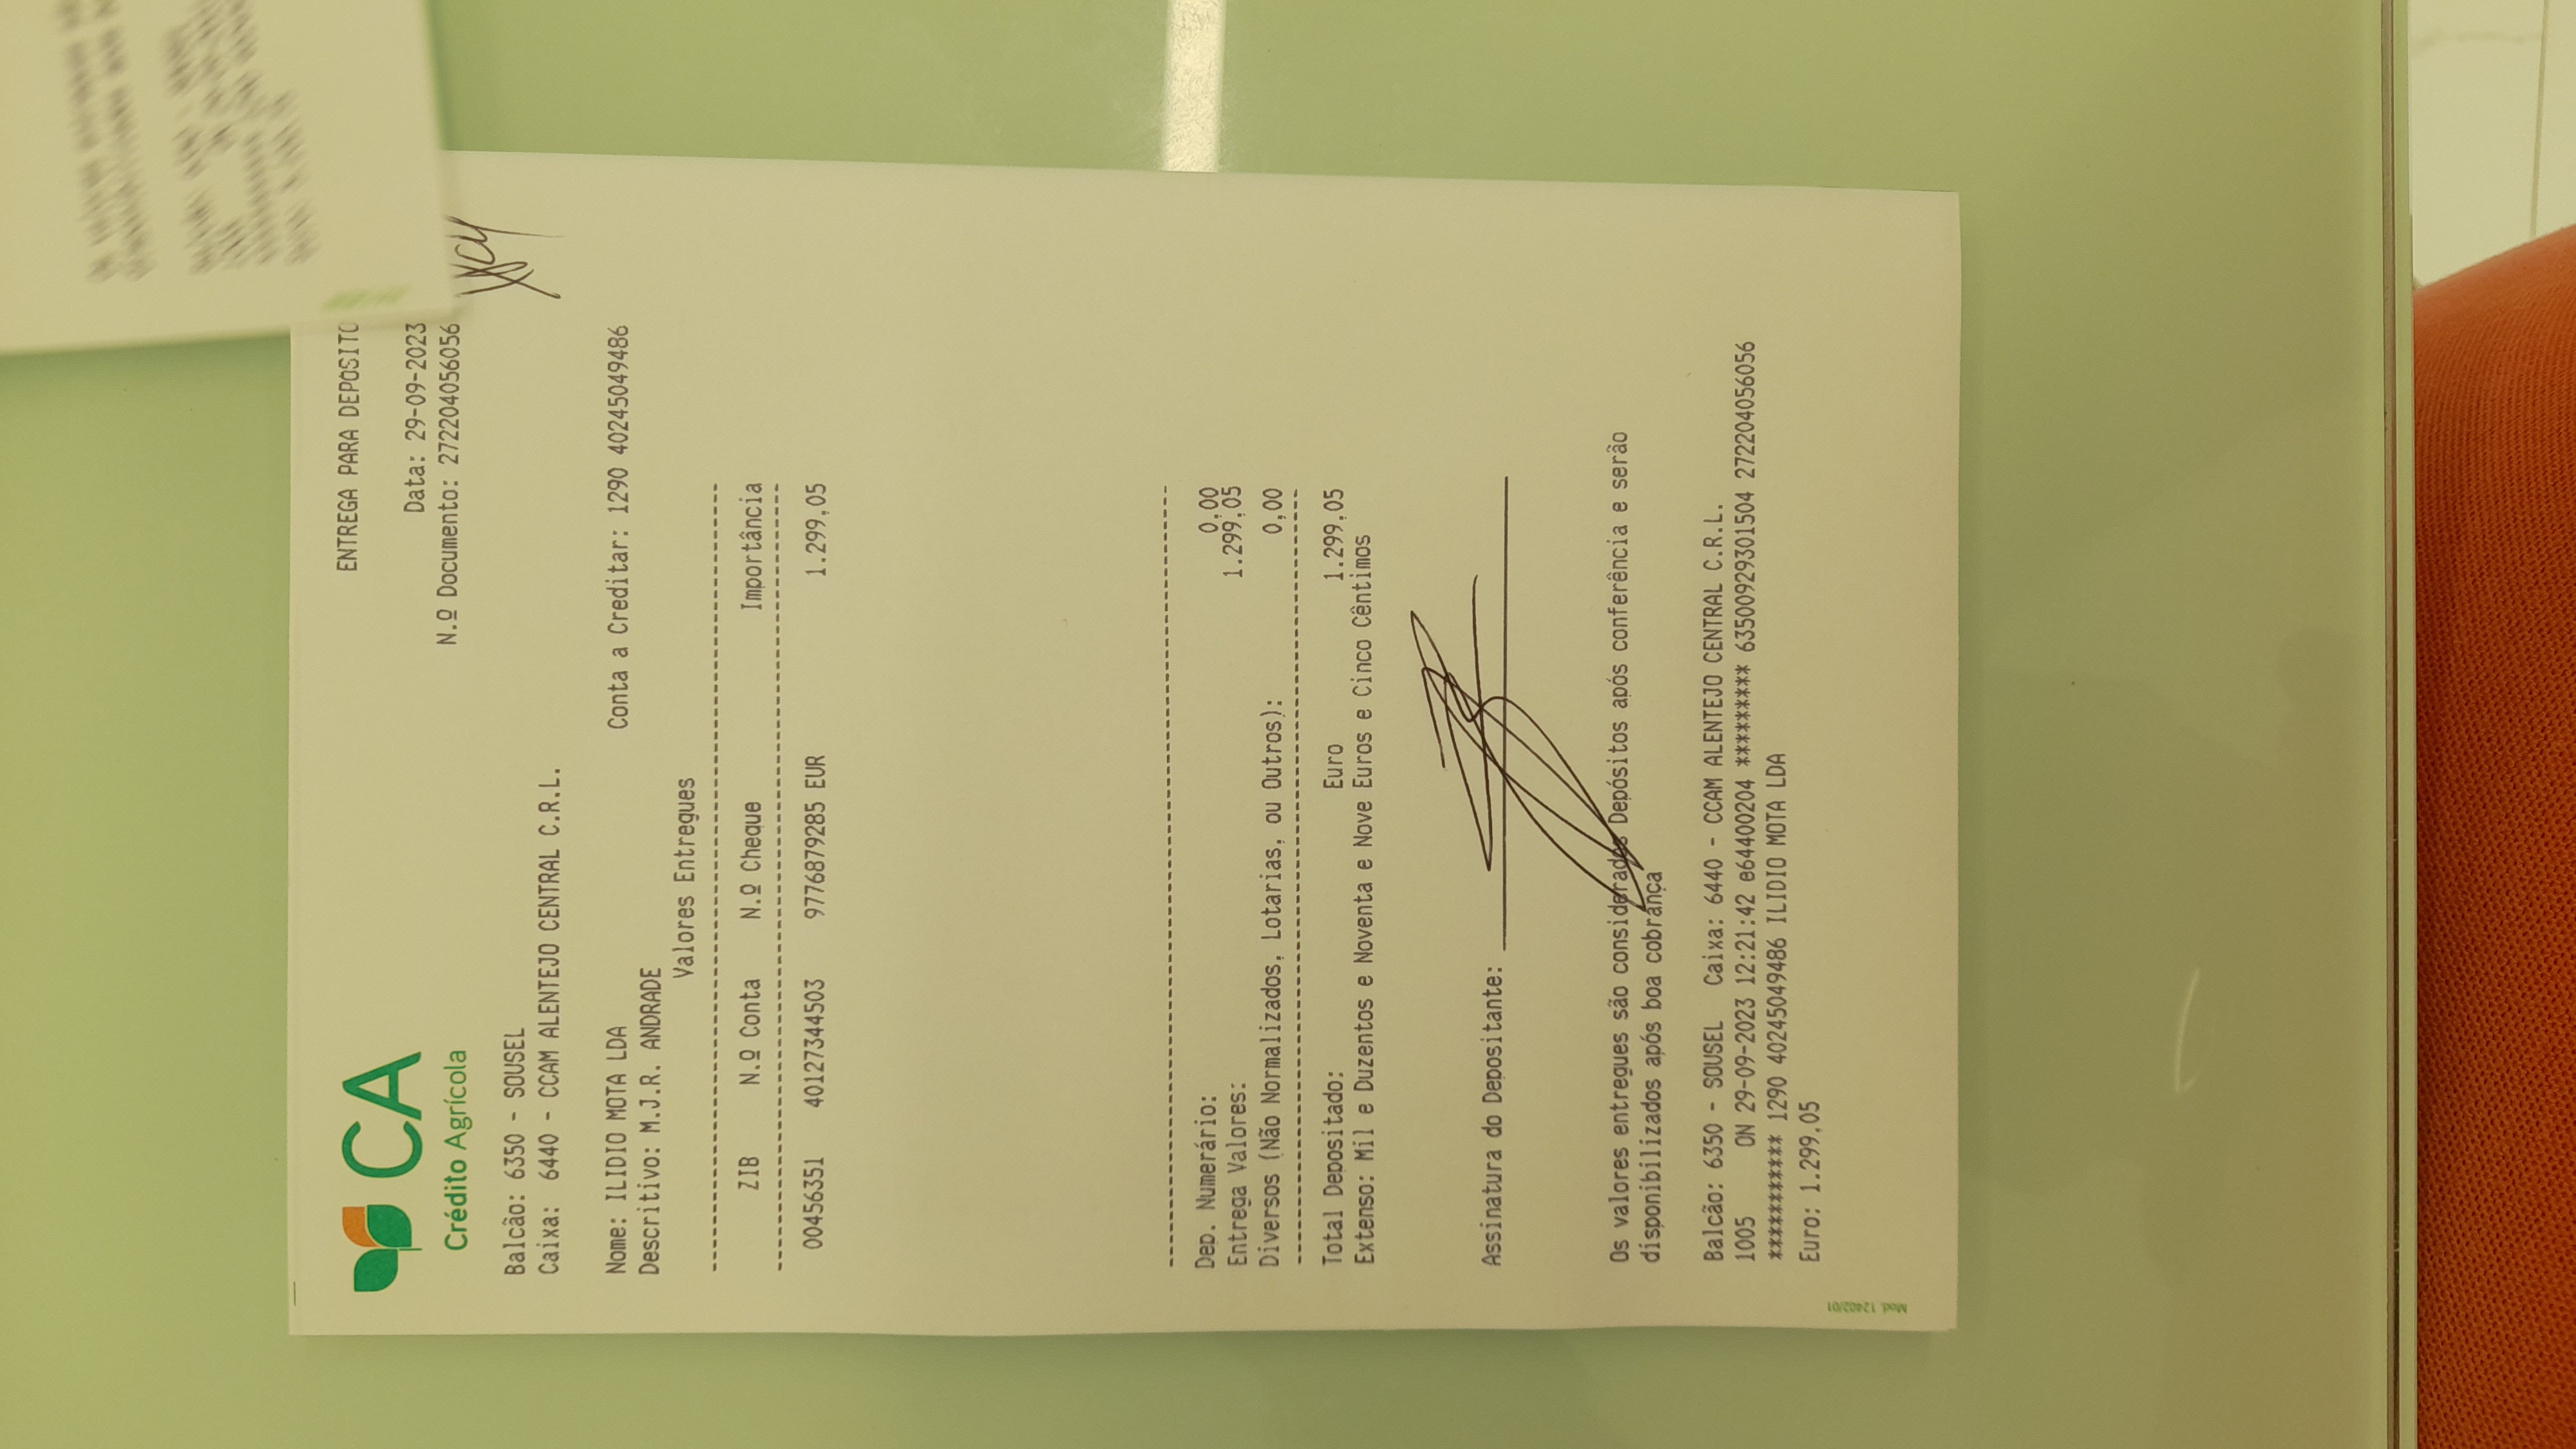 CA
Crédito Agrícola
ENTREGA PARA DEPOSITO
Data: 29-09-2023
N.º Documento: 272204056056
Balcão: 6350 - SOUSEL
Caixa: 6440 - CCAM ALENTEJO CENTRAL C.R.L.
Nome: ILIDIO MOTA LDA Conta a Creditar: 1290 40245049486
Descritivo: M.J.R. ANDRADE
Valores Entregues
ZIB N.º Conta N.º Cheque Importância
00456351 40127344503 9776879285 EUR 1.299,05
Dep. Numerário: 0,00
Entrega Valores: 1.299,05
Diversos (Não Normalizados, Lotarias, ou Outros): 0,00
Total Depositado: Euro 1.299,05
Extenso: Mil e Duzentos e Noventa e Nove Euros e Cinco Cêntimos
Assinatura do Depositante:
Os valores entregues são considerados Depósitos após conferência e serão
disponibilizados após boa cobrança
Balcão: 6350 - SOUSEL Caixa: 6440 - CCAM ALENTEJO CENTRAL C.R.L.
1005 ON 29-09-2023 12:21:42 e64400204 ********* 63500929301504 272204056056
*********** 1290 40245049486 ILIDIO MOTA LDA
Euro: 1.299,05
Mod. 12402/01